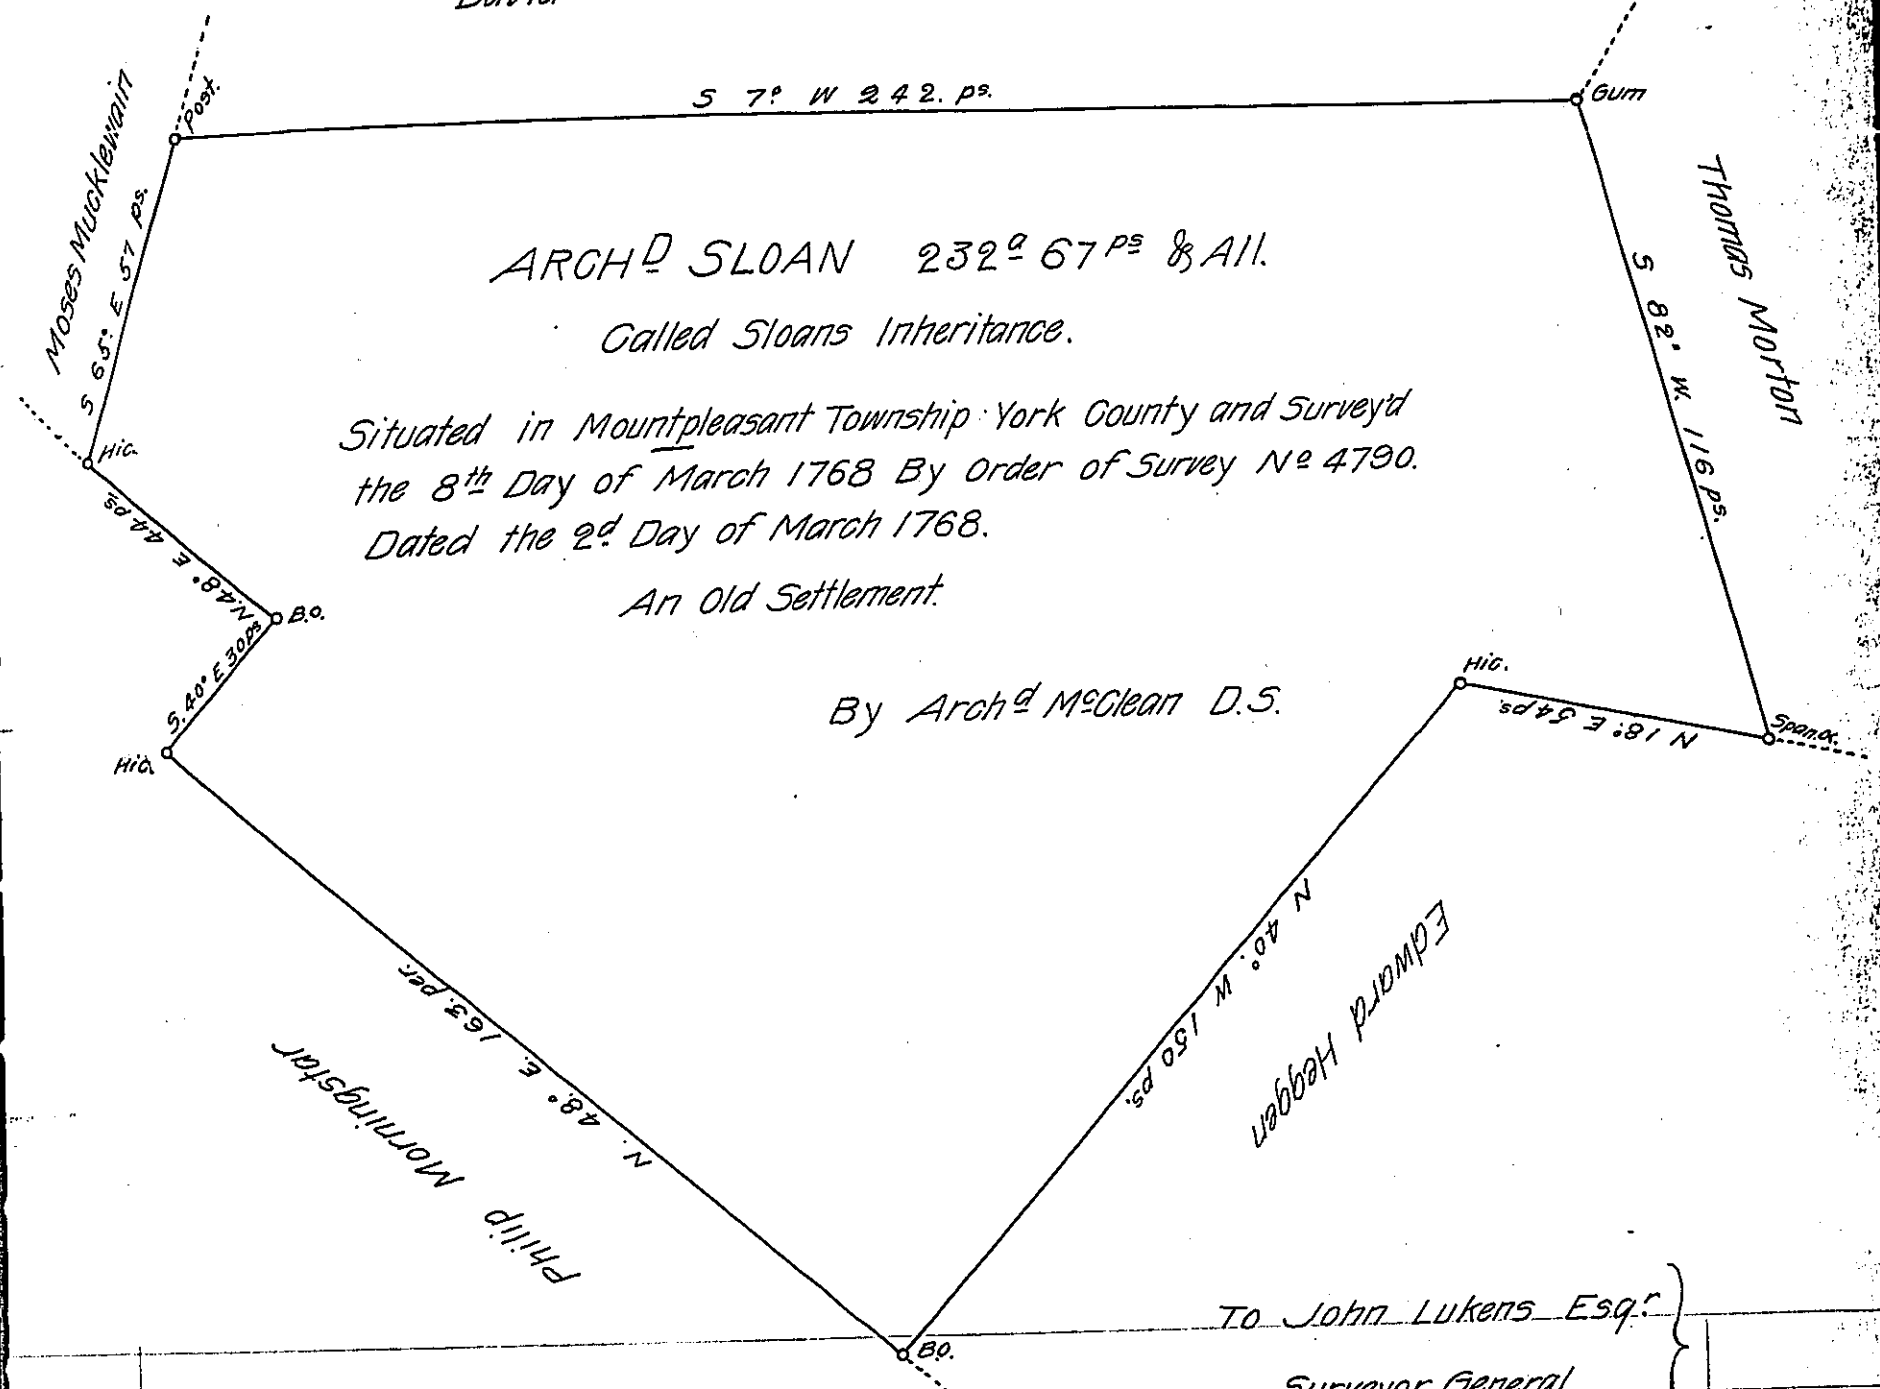 Post.
S 7° W 242. ps.
Gum
Moses Mucklewain
S 65° E 57 ps.
Thomas Morton
S 82° W. 116 ps.
ARCHD SLOAN 232a 67ps & All.
Called Sloans Inheritance.
Situated in Mountpleasant Township York County and Survey'd
the 8th Day of March 1768 By Order of Survey No 4790.
Dated the 2d Day of March 1768.
An Old Settlement.
By Archd McClean D.S.
Hic.
N.48° E 44 ps
B.O.
S.40° E 30ps
Hic.
Hic.
N 18° E 54 ps.
Span.oc.
N 40° W 150 ps.
Edward Heggen
N. 48° E. 163. per.
Philip Morningstar
B.O.
To John Lukens Esqr
Surveyor General